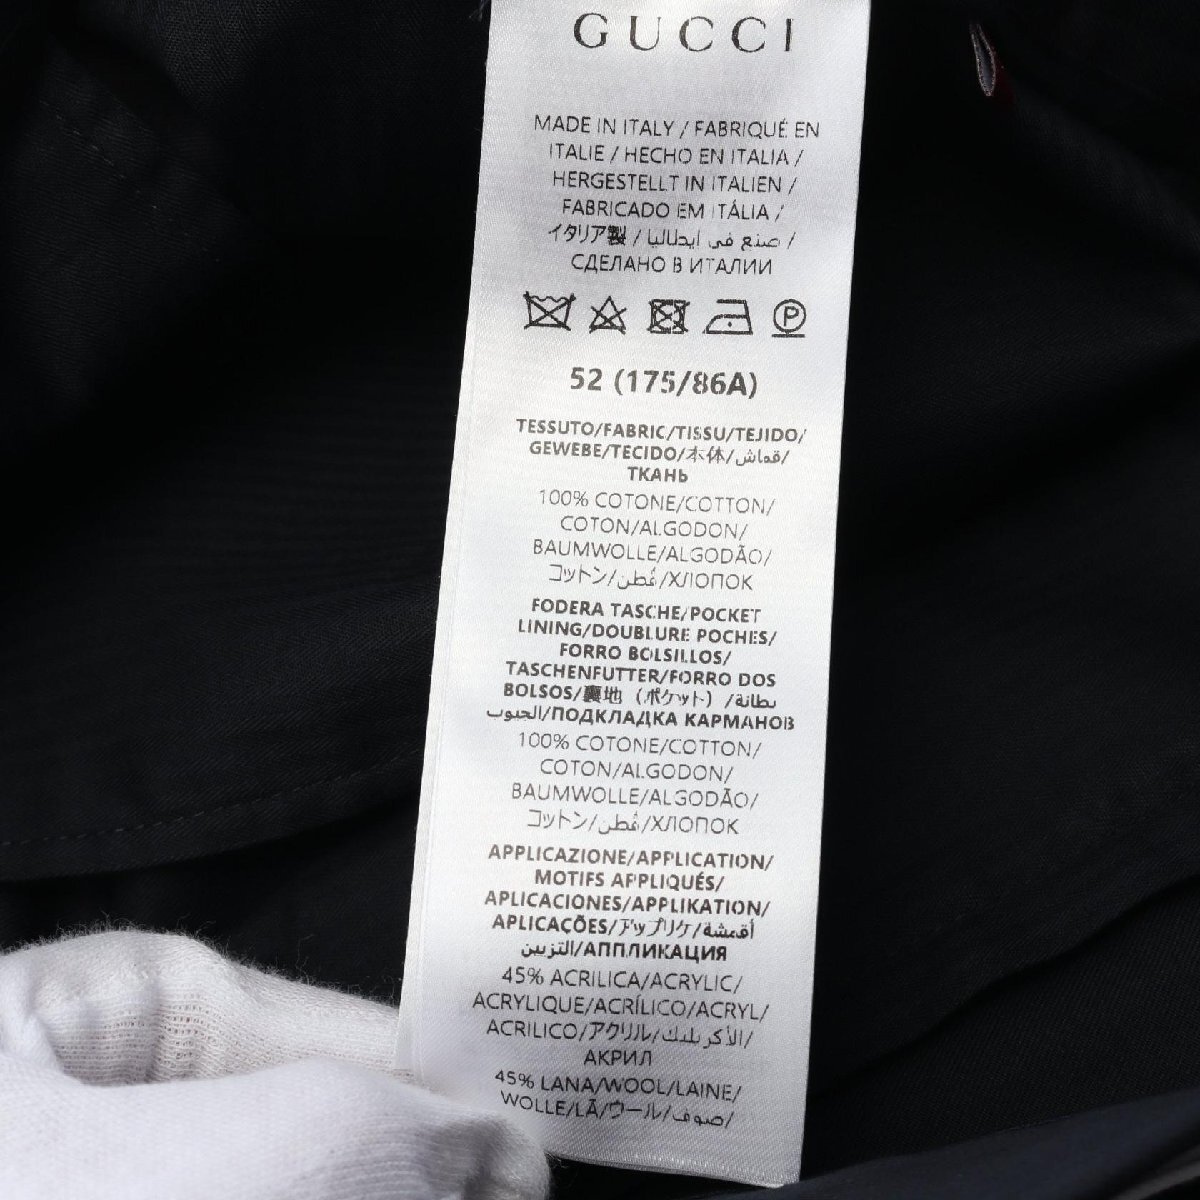 GUCCI
MADE IN ITALY / FABRIQUÉ EN
ITALIE / HECHO EN ITALIA /
HERGESTELLT IN ITALIEN /
FABRICADO EM ITÁLIA /
イタリア製 / صنع في ايطاليا /
СДЕЛАНО В ИТАЛИИ
P
52 (175/86A)
TESSUTO/FABRIC/TISSU/TEJIDO/
GEWEBE/TECIDO/本体/قماش/
ТКАНЬ
100% COTONE/COTTON/
COTON/ALGODON/
BAUMWOLLE/ALGODÃO/
コットン/قُطن/ХЛОПОК
FODERA TASCHE/POCKET
LINING/DOUBLURE POCHES/
FORRO BOLSILLOS/
TASCHENFUTTER/FORRO DOS
BOLSOS/裏地 (ポケット) /بطانة
الجيوب/ПОДКЛАДКА КАРМАНОВ
100% COTONE/COTTON/
COTON/ALGODON/
BAUMWOLLE/ALGODÃO/
コットン/قُطن/ХЛОПОК
APPLICAZIONE/APPLICATION/
MOTIFS APPLIQUÉS/
APLICACIONES/APPLIKATION/
APLICAÇÕES/アップリケ/أقمشة
التزيين/АППЛИКАЦИЯ
45% ACRILICA/ACRYLIC/
ACRYLIQUE/ACRÍLICO/ACRYL/
ACRILICO/アクリル/الأكريليك/
АКРИЛ
45% LANA/WOOL/LAINE/
WOLLE/LÃ/ウール/صوف/